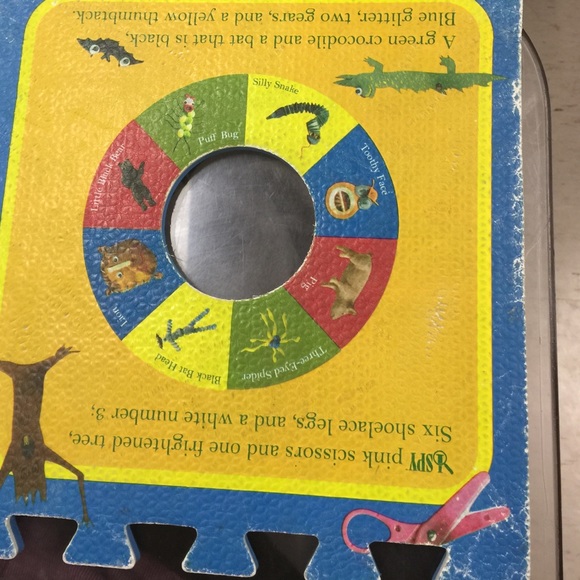 I SPY pink scissors and one frightened tree,
Six shoelace legs, and a white number 3;
Three-Eyed Spider
Black Bat Head
Lion
Little Black Bear
Puff Bug
Silly Snake
Toothy Face
Pig
A green crocodile and a bat that is black,
Blue glitter, two gears, and a yellow thumbtack.